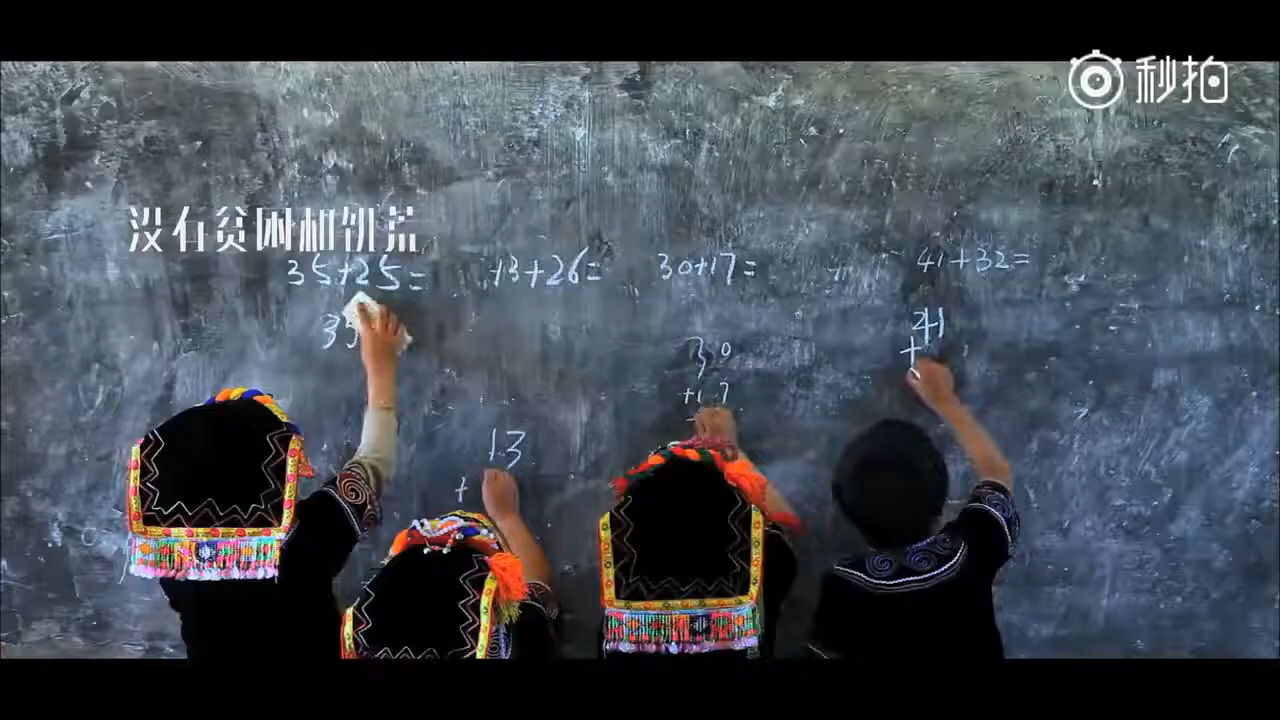 秒拍
没有贫困和饥荒
35+25= 13+26= 30+17= 41+32=
35 30 41
+17 +
13
+